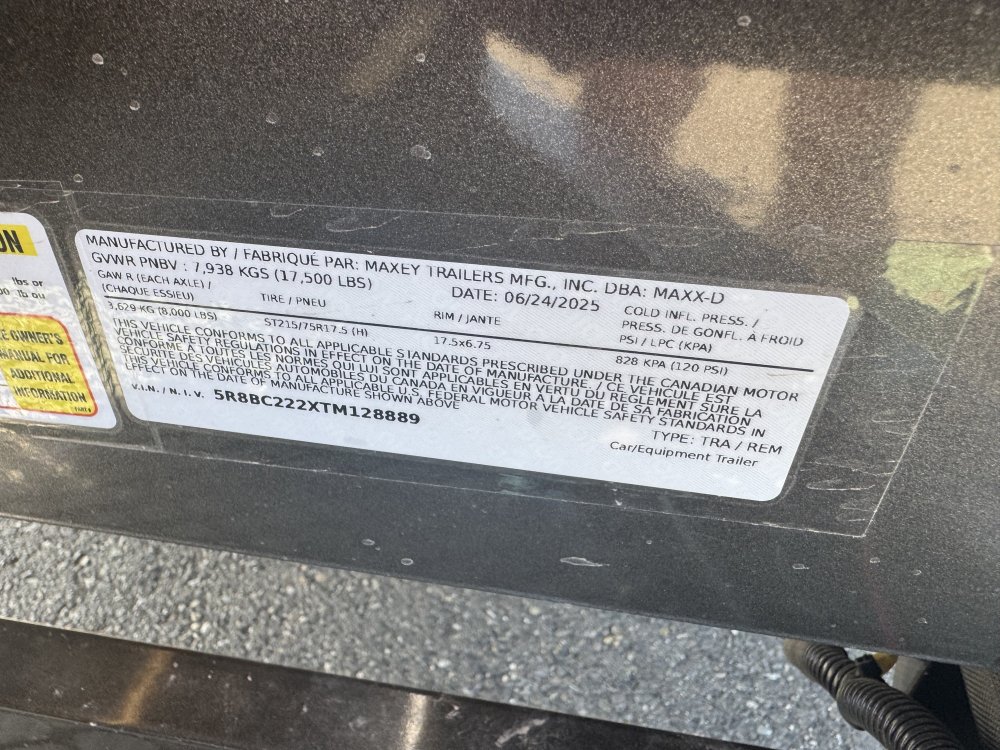 ON
lbs or
lb ou
OWNER'S
MANUAL FOR
ADDITIONAL
INFORMATION
MANUFACTURED BY / FABRIQUÉ PAR: MAXEY TRAILERS MFG., INC. DBA: MAXX-D
GVWR PNBV : 7,938 KGS (17,500 LBS)
DATE: 06/24/2025
GAW R (EACH AXLE) /
(CHAQUE ESSIEU)
TIRE / PNEU
RIM / JANTE
COLD INFL. PRESS. /
PRESS. DE GONFL. À FROID
PSI / LPC (KPA)
3,629 KG (8,000 LBS)
ST215/75R17.5 (H)
17.5x6.75
828 KPA (120 PSI)
THIS VEHICLE CONFORMS TO ALL APPLICABLE STANDARDS PRESCRIBED UNDER THE CANADIAN MOTOR
VEHICLE SAFETY REGULATIONS IN EFFECT ON THE DATE OF MANUFACTURE. / CE VÉHICULE EST
CONFORME À TOUTES LES NORMES QUI LUI SONT APPLICABLES EN VERTU DU RÈGLEMENT SUR LA
SÉCURITÉ DES VÉHICULES AUTOMOBILES DU CANADA EN VIGUEUR À LA DATE DE SA FABRICATION
THIS VEHICLE CONFORMS TO ALL APPLICABLE U.S. FEDERAL MOTOR VEHICLE SAFETY STANDARDS IN
EFFECT ON THE DATE OF MANUFACTURE SHOWN ABOVE
V.I.N. / N.I.V. 5R8BC222XTM128889
TYPE: TRA / REM
Car/Equipment Trailer